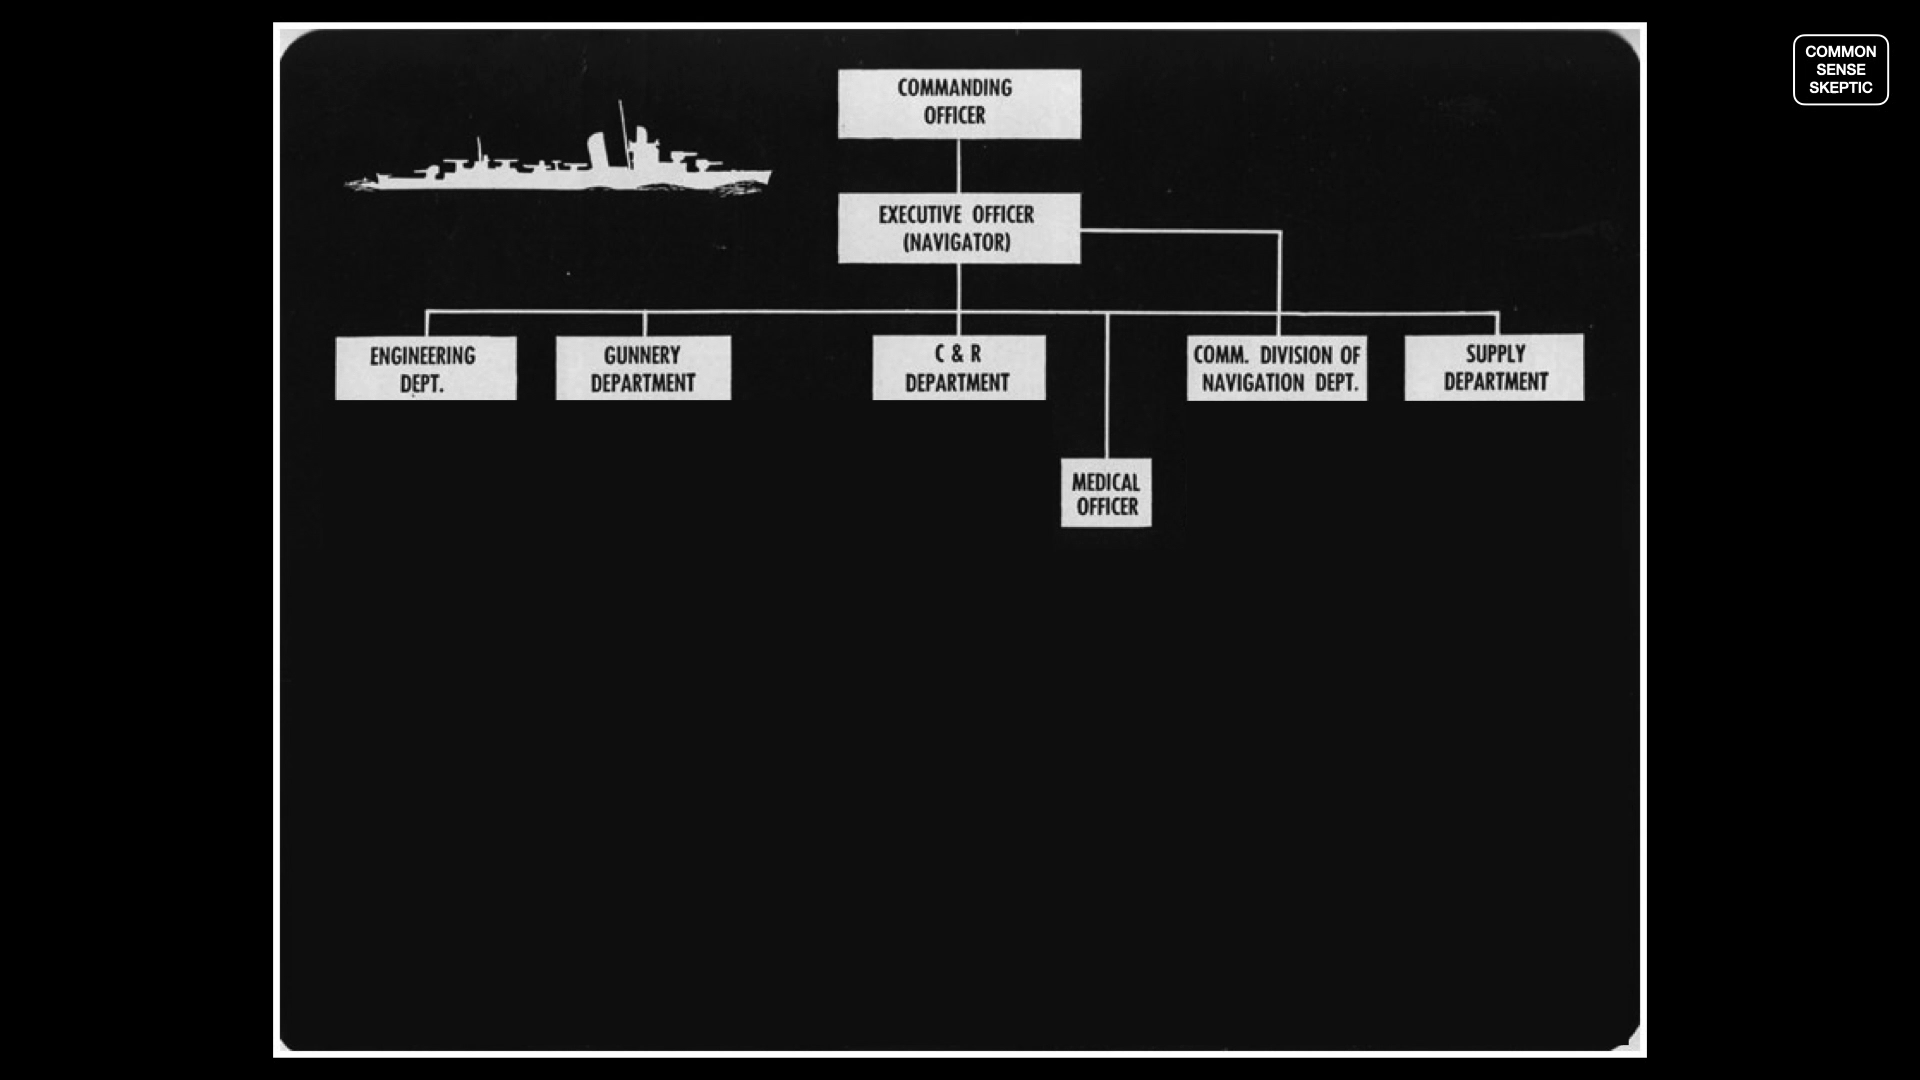 COMMON
SENSE
SKEPTIC
COMMANDING
OFFICER
EXECUTIVE OFFICER
(NAVIGATOR)
ENGINEERING
DEPT.
GUNNERY
DEPARTMENT
C & R
DEPARTMENT
COMM. DIVISION OF
NAVIGATION DEPT.
SUPPLY
DEPARTMENT
MEDICAL
OFFICER